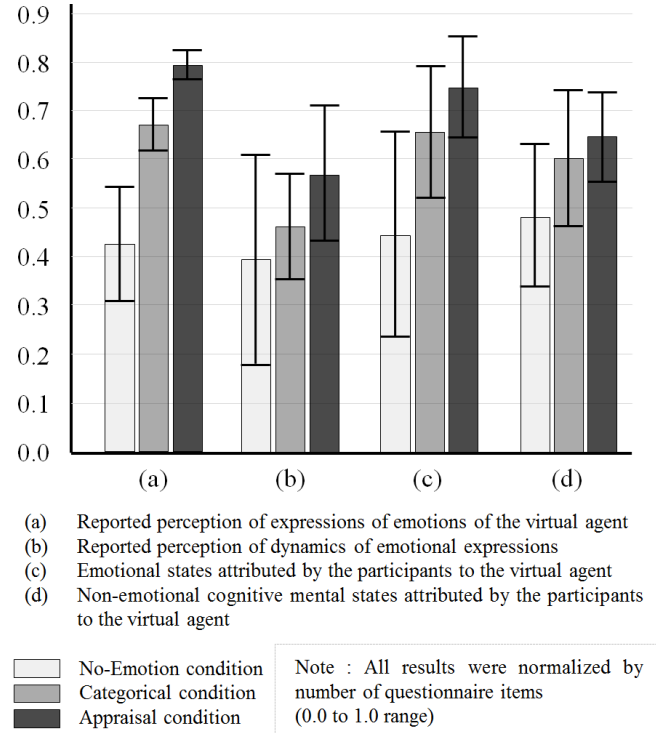 0.9
0.8
0.7
0.6
0.5
0.4
0.3
0.2
0.1
0.0
(a) (b) (c) (d)
(a) Reported perception of expressions of emotions of the virtual agent
(b) Reported perception of dynamics of emotional expressions
(c) Emotional states attributed by the participants to the virtual agent
(d) Non-emotional cognitive mental states attributed by the participants
to the virtual agent
No-Emotion condition
Categorical condition
Appraisal condition
Note : All results were normalized by
number of questionnaire items
(0.0 to 1.0 range)